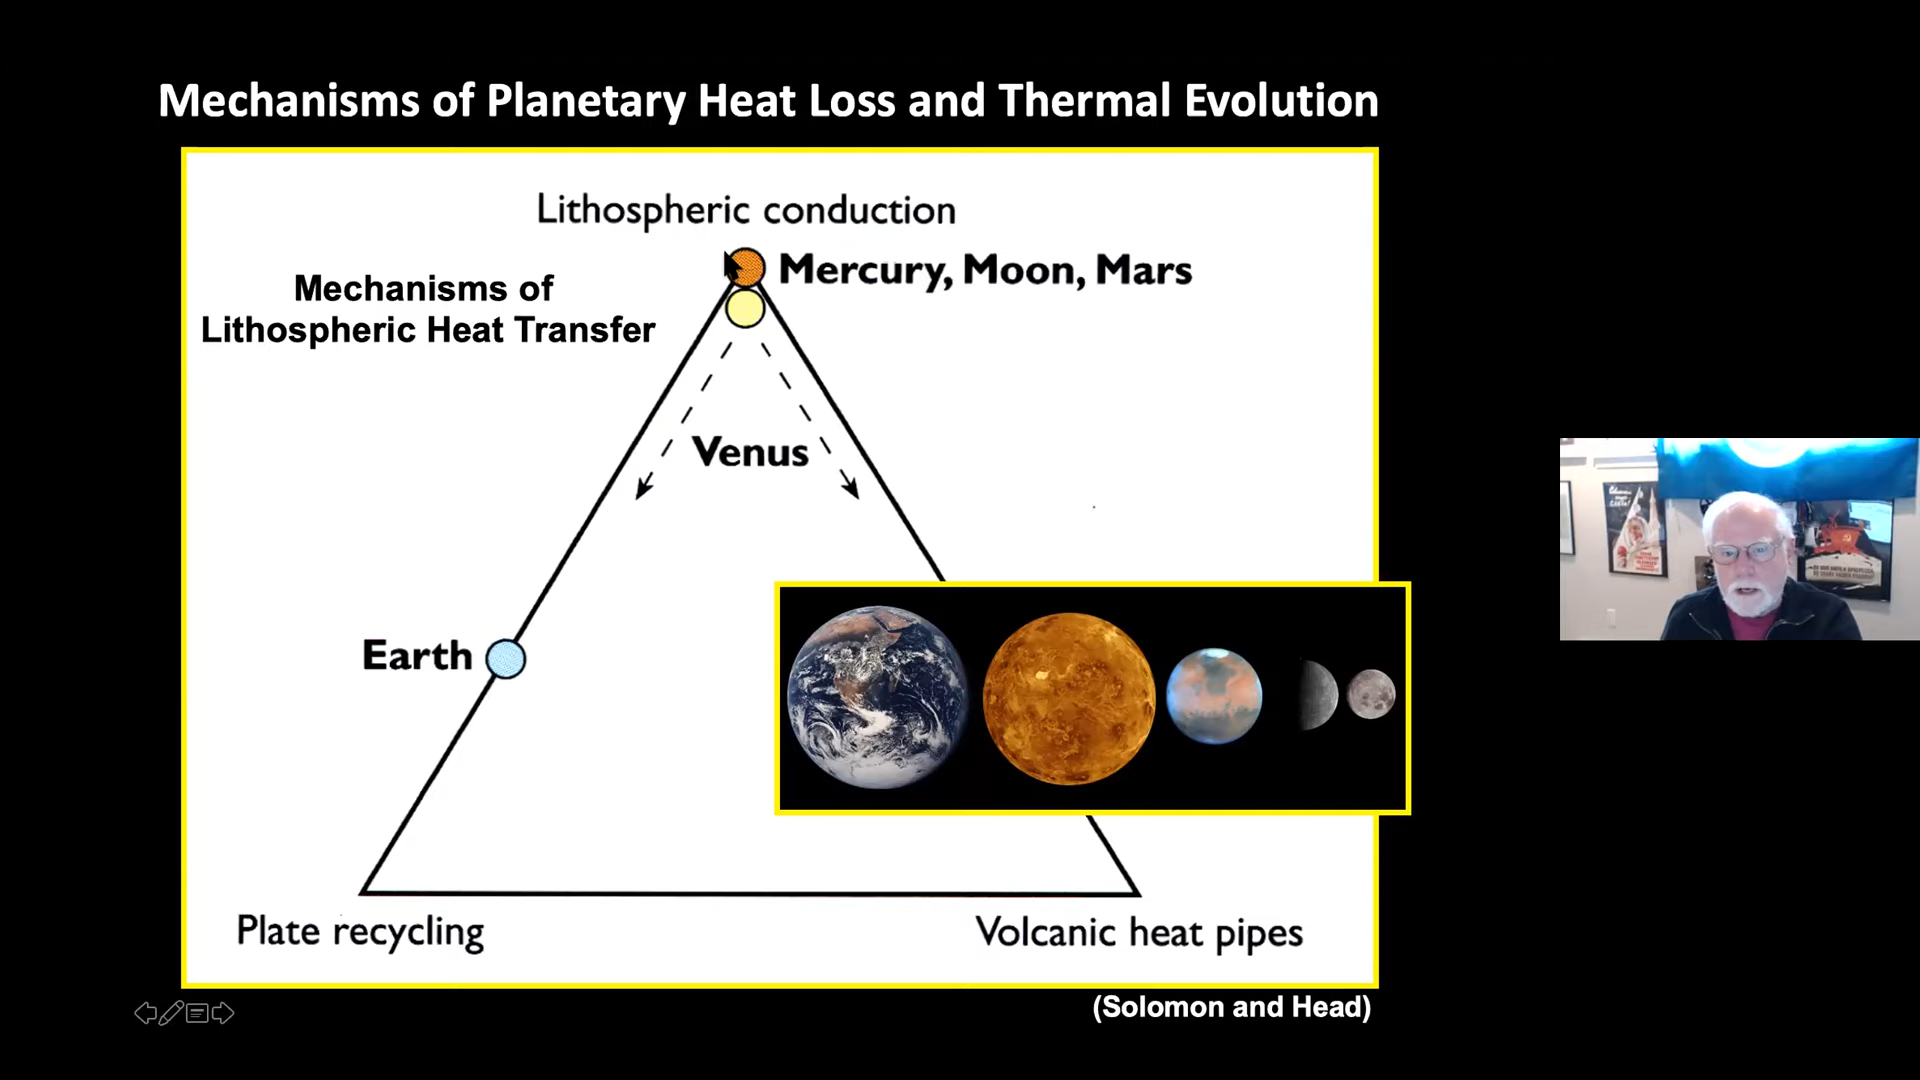 Mechanisms of Planetary Heat Loss and Thermal Evolution
Lithospheric conduction
Mercury, Moon, Mars
Mechanisms of
Lithospheric Heat Transfer
Venus
Earth
Plate recycling
Volcanic heat pipes
(Solomon and Head)